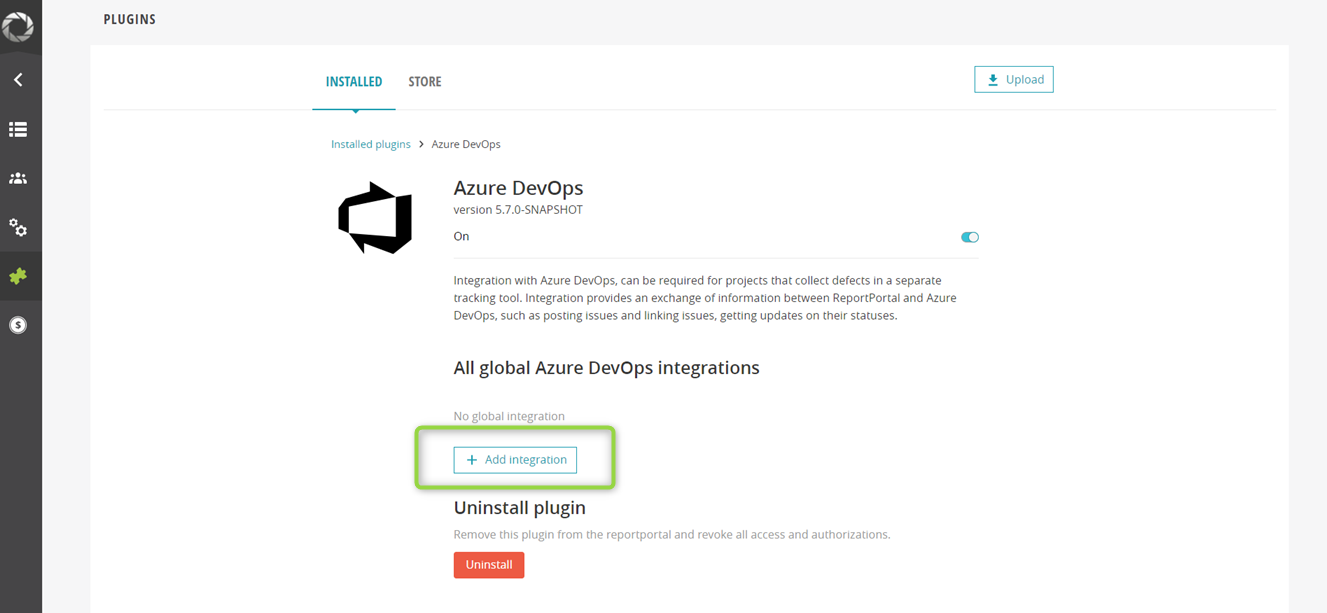 PLUGINS
INSTALLED
STORE
Upload
Installed plugins > Azure DevOps
Azure DevOps
version 5.7.0-SNAPSHOT
On
Integration with Azure DevOps, can be required for projects that collect defects in a separate
tracking tool. Integration provides an exchange of information between ReportPortal and Azure
DevOps, such as posting issues and linking issues, getting updates on their statuses.
All global Azure DevOps integrations
No global integration
+ Add integration
Uninstall plugin
Remove this plugin from the reportportal and revoke all access and authorizations.
Uninstall
$